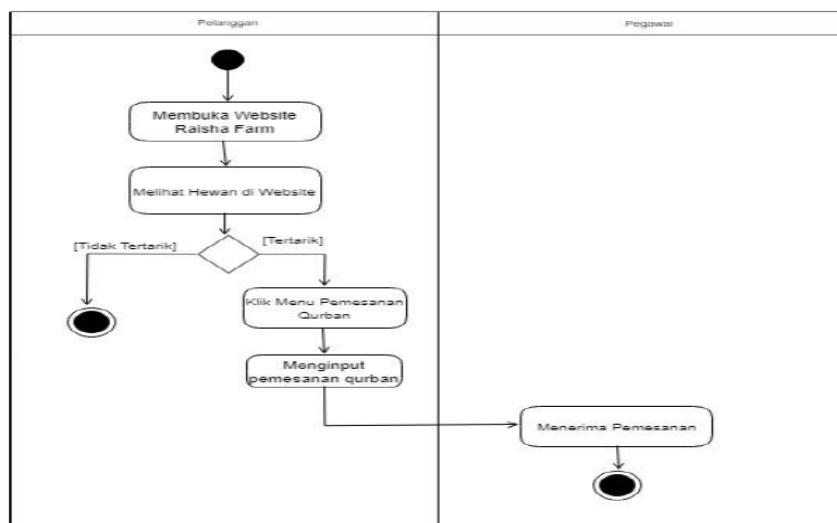 Pelanggan
Pegawai
Membuka Website
Raisha Farm
Melihat Hewan di Website
[Tidak Tertarik]
[Tertarik]
Klik Menu Pemesanan
Qurban
Menginput
pemesanan qurban
Menerima Pemesanan